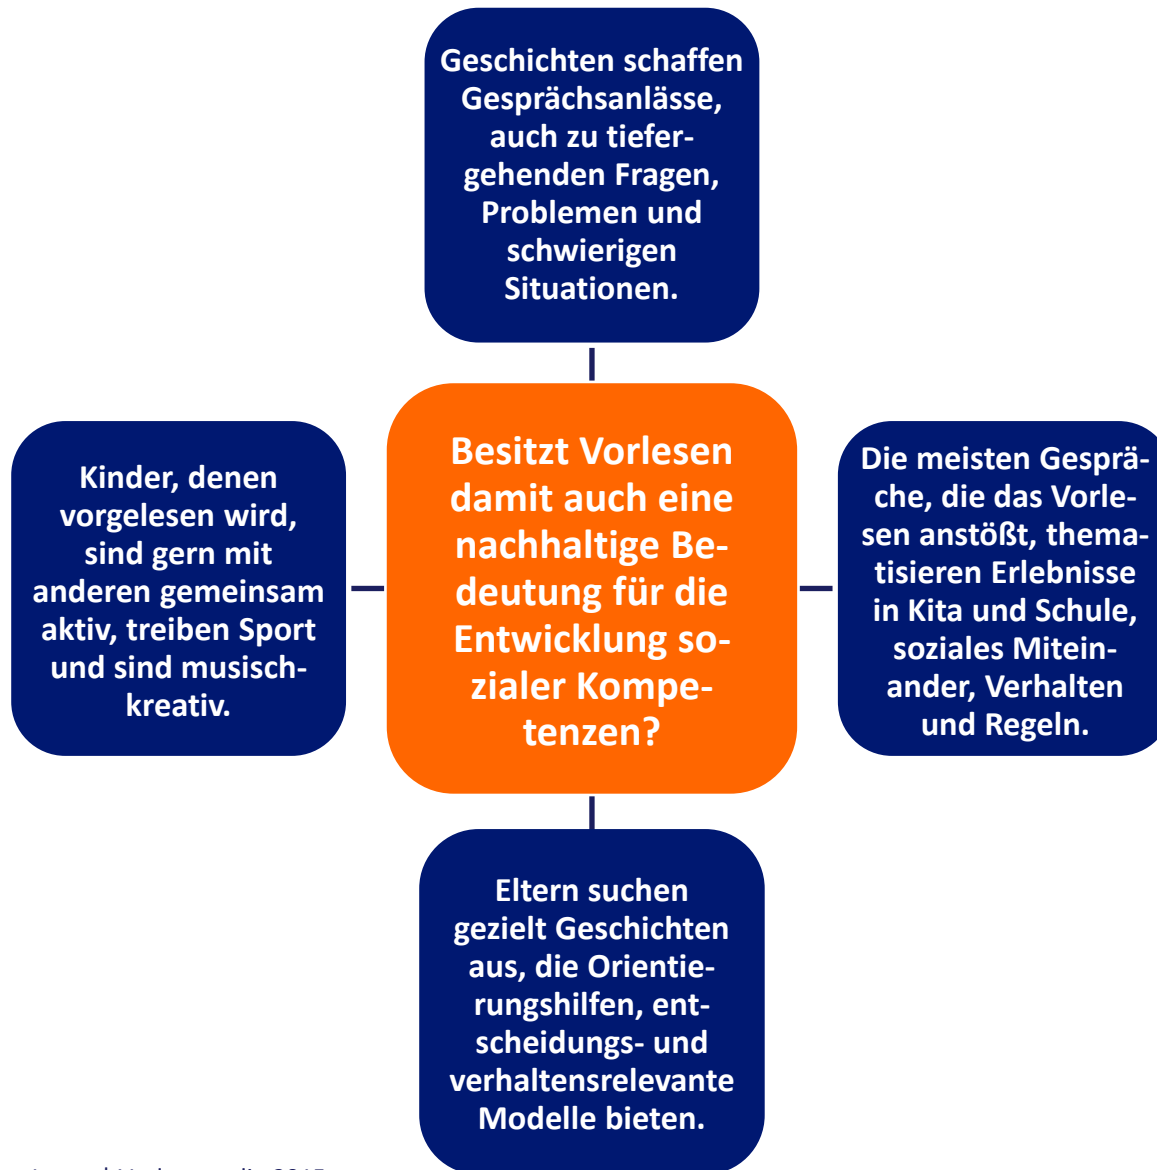 Geschichten schaffen
Gesprächsanlässe,
auch zu tiefer-
gehenden Fragen,
Problemen und
schwierigen
Situationen.
Kinder, denen
vorgelesen wird,
sind gern mit
anderen gemeinsam
aktiv, treiben Sport
und sind musisch-
kreativ.
Besitzt Vorlesen
damit auch eine
nachhaltige Be-
deutung für die
Entwicklung so-
zialer Kompe-
tenzen?
Die meisten Gesprä-
che, die das Vorle-
sen anstößt, thema-
tisieren Erlebnisse
in Kita und Schule,
soziales Mitein-
ander, Verhalten
und Regeln.
Eltern suchen
gezielt Geschichten
aus, die Orientie-
rungshilfen, ent-
scheidungs- und
verhaltensrelevante
Modelle bieten.